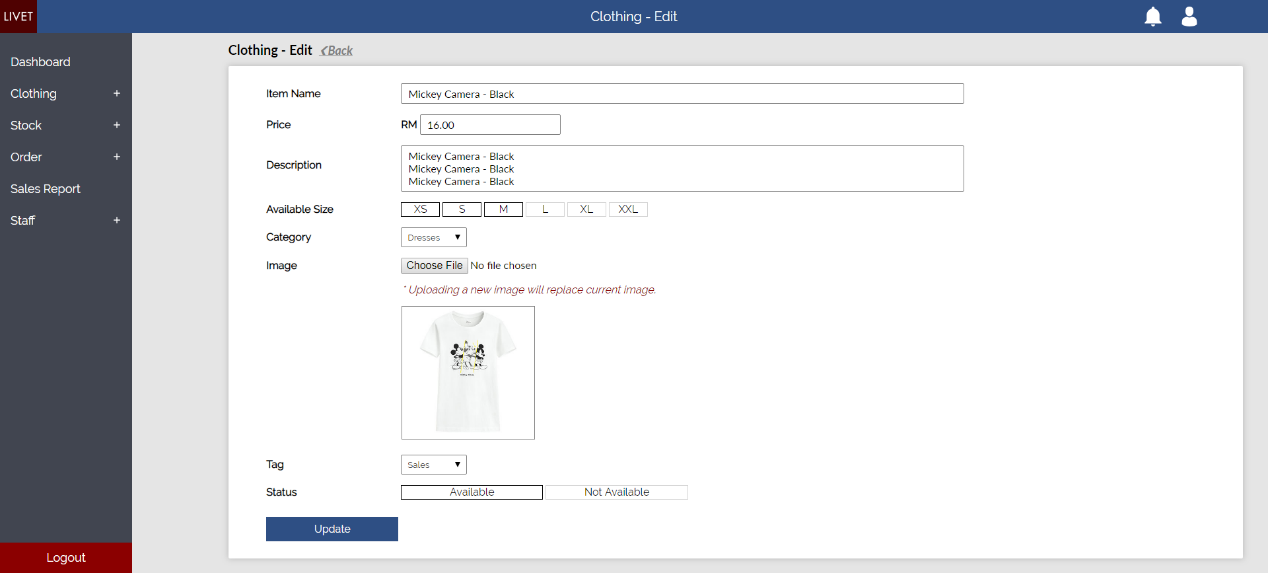 LIVET
Clothing - Edit
Dashboard
Clothing +
Stock +
Order +
Sales Report
Staff +
Logout
Clothing - Edit ❮Back
Item Name Mickey Camera - Black
Price RM 16.00
Description Mickey Camera - Black
Mickey Camera - Black
Mickey Camera - Black
Available Size XS S M L XL XXL
Category Dresses ▼
Image Choose File No file chosen
* Uploading a new image will replace current image.
Tag Sales ▼
Status Available Not Available
Update